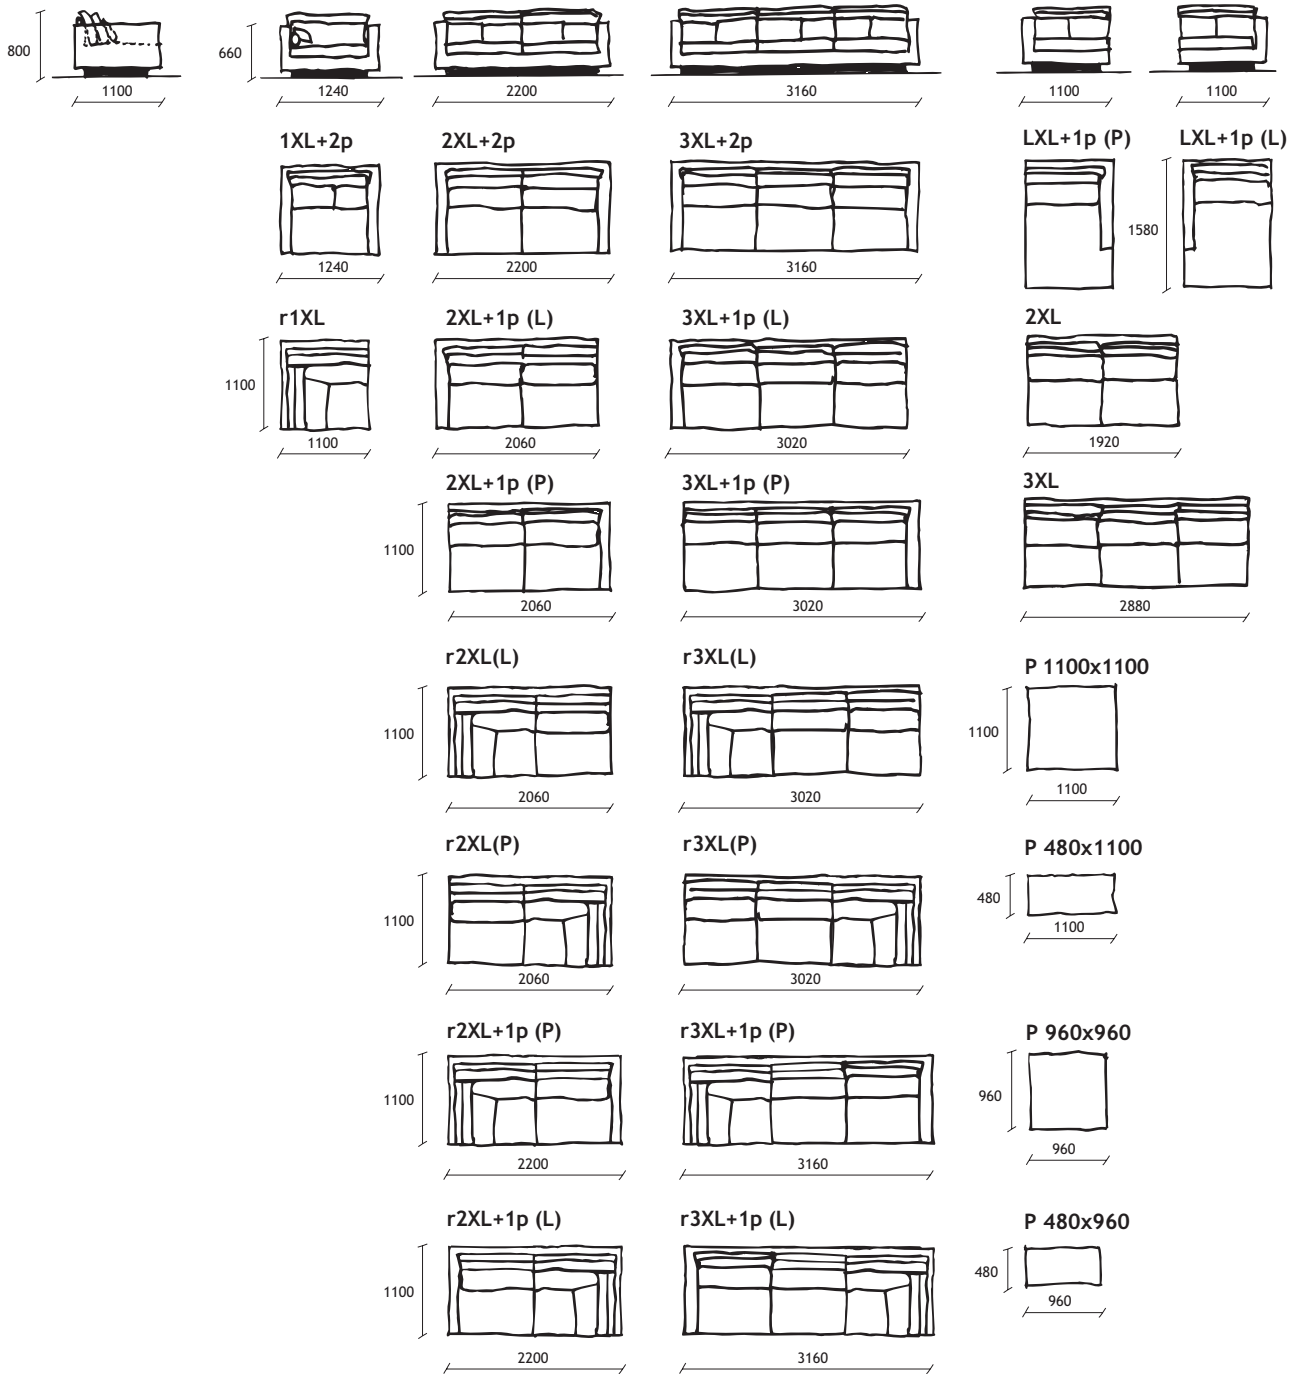 800
660
1100
1240
2200
3160
1100
1100
1XL+2p
2XL+2p
3XL+2p
LXL+1p (P)
LXL+1p (L)
1580
1240
2200
3160
r1XL
2XL+1p (L)
3XL+1p (L)
2XL
1100
1100
2060
3020
1920
2XL+1p (P)
3XL+1p (P)
3XL
1100
2060
3020
2880
r2XL(L)
r3XL(L)
P 1100x1100
1100
1100
2060
3020
1100
r2XL(P)
r3XL(P)
P 480x1100
1100
480
2060
3020
1100
r2XL+1p (P)
r3XL+1p (P)
P 960x960
1100
960
2200
3160
960
r2XL+1p (L)
r3XL+1p (L)
P 480x960
1100
480
2200
3160
960